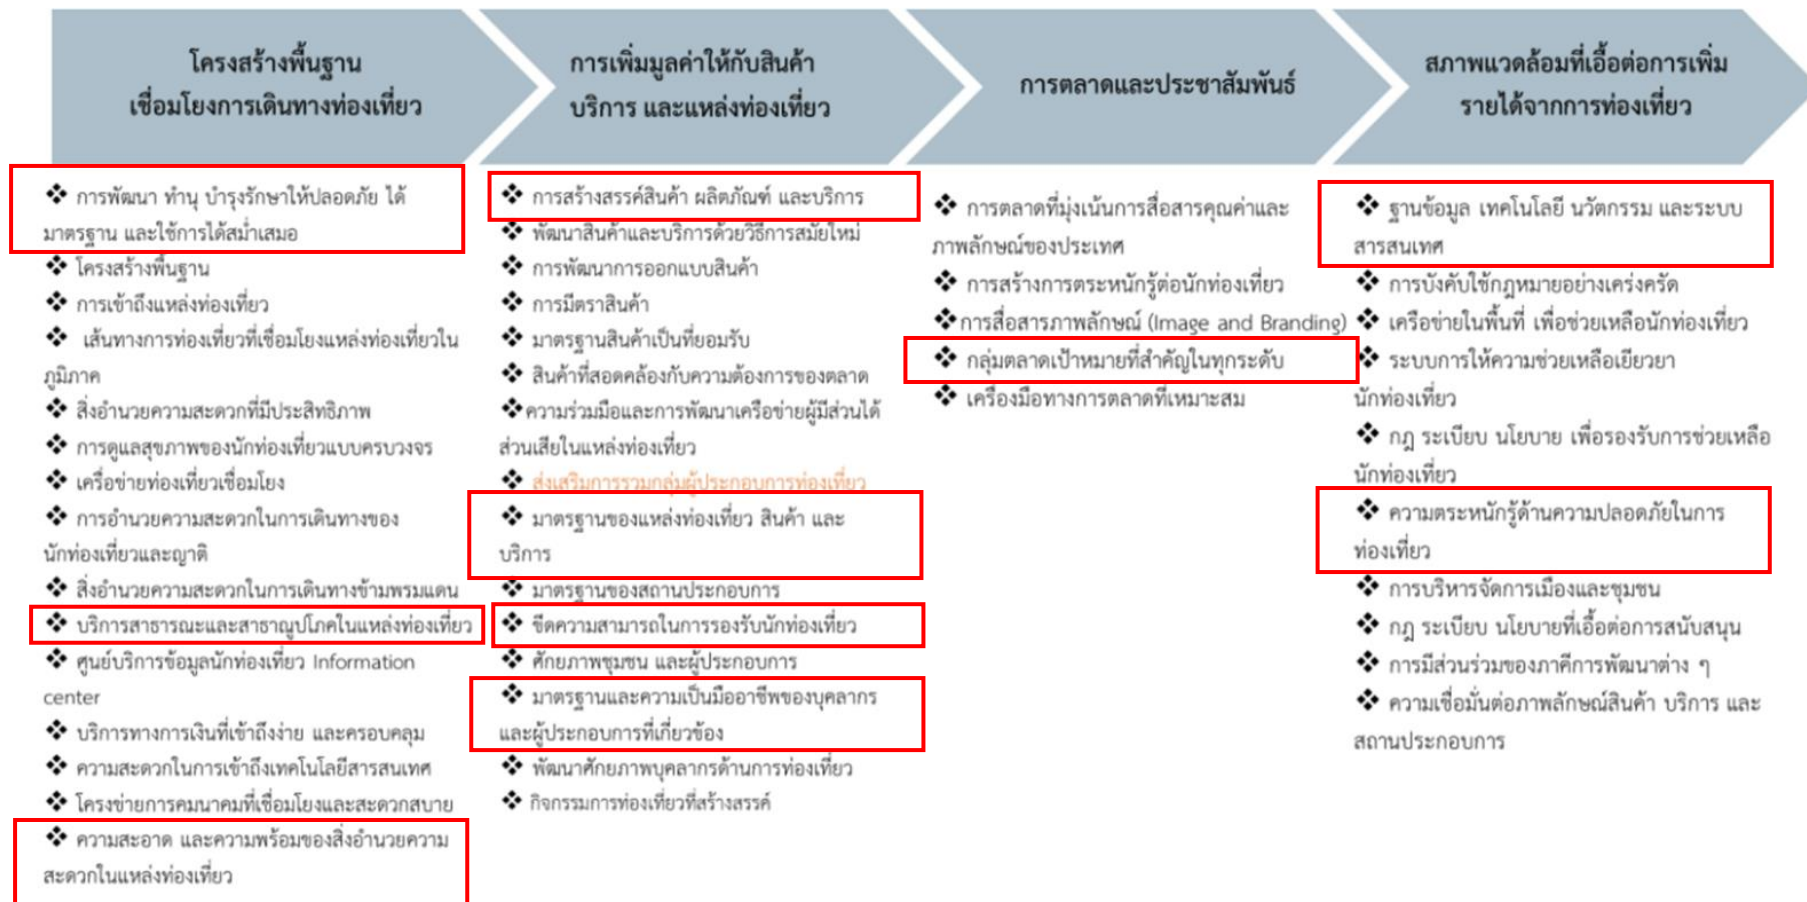 โครงสร้างพื้นฐาน
เชื่อมโยงการเดินทางท่องเที่ยว
❖ การพัฒนา ทำนุ บำรุงรักษาให้ปลอดภัย ได้
มาตรฐาน และใช้การได้สม่ำเสมอ
❖ โครงสร้างพื้นฐาน
❖ การเข้าถึงแหล่งท่องเที่ยว
❖ เส้นทางการท่องเที่ยวที่เชื่อมโยงแหล่งท่องเที่ยวใน
ภูมิภาค
❖ สิ่งอำนวยความสะดวกที่มีประสิทธิภาพ
❖ การดูแลสุขภาพของนักท่องเที่ยวแบบครบวงจร
❖ เครื่อข่ายท่องเที่ยวเชื่อมโยง
❖ การอำนวยความสะดวกในการเดินทางของ
นักท่องเที่ยวและญาติ
❖ สิ่งอำนวยความสะดวกในการเดินทางข้ามพรมแดน
❖ บริการสาธารณะและสาธาณูปโภคในแหล่งท่องเที่ยว
❖ ศูนย์บริการข้อมูลนักท่องเที่ยว Information
center
❖ บริการทางการเงินที่เข้าถึงง่าย และครอบคลุม
❖ ความสะดวกในการเข้าถึงเทคโนโลยีสารสนเทศ
❖ โครงข่ายการคมนาคมที่เชื่อมโยงและสะดวกสบาย
❖ ความสะอาด และความพร้อมของสิ่งอำนวยความ
สะดวกในแหล่งท่องเที่ยว
การเพิ่มมูลค่าให้กับสินค้า
บริการ และแหล่งท่องเที่ยว
❖ การสร้างสรรค์สินค้า ผลิตภัณฑ์ และบริการ
❖ พัฒนาสินค้าและบริการด้วยวิธีการสมัยใหม่
❖ การพัฒนาการออกแบบสินค้า
❖ การมีตราสินค้า
❖ มาตรฐานสินค้าเป็นที่ยอมรับ
❖ สินค้าที่สอดคล้องกับความต้องการของตลาด
❖ความร่วมมือและการพัฒนาเครือข่ายผู้มีส่วนได้
ส่วนเสียในแหล่งท่องเที่ยว
❖ ส่งเสริมการรวมกลุ่มผู้ประกอบการท่องเที่ยว
❖ มาตรฐานของแหล่งท่องเที่ยว สินค้า และ
บริการ
❖ มาตรฐานของสถานประกอบการ
❖ ขีดความสามารถในการรองรับนักท่องเที่ยว
❖ ศักยภาพชุมชน และผู้ประกอบการ
❖ มาตรฐานและความเป็นมืออาชีพของบุคลากร
และผู้ประกอบการที่เกี่ยวข้อง
❖ พัฒนาศักยภาพบุคลากรด้านการท่องเที่ยว
❖ กิจกรรมการท่องเที่ยวที่สร้างสรรค์
การตลาดและประชาสัมพันธ์
❖ การตลาดที่มุ่งเน้นการสื่อสารคุณค่าและ
ภาพลักษณ์ของประเทศ
❖ การสร้างการตระหนักรู้ต่อนักท่องเที่ยว
❖การสื่อสารภาพลักษณ์ (Image and Branding)
❖ กลุ่มตลาดเป้าหมายที่สำคัญในทุกระดับ
❖ เครื่องมือทางการตลาดที่เหมาะสม
สภาพแวดล้อมที่เอื้อต่อการเพิ่ม
รายได้จากการท่องเที่ยว
❖ ฐานข้อมูล เทคโนโลยี นวัตกรรม และระบบ
สารสนเทศ
❖ การบังคับใช้กฎหมายอย่างเคร่งครัด
❖ เครือข่ายในพื้นที่ เพื่อช่วยเหลือนักท่องเที่ยว
❖ ระบบการให้ความช่วยเหลือเยียวยา
นักท่องเที่ยว
❖ กฎ ระเบียบ นโยบาย เพื่อรองรับการช่วยเหลือ
นักท่องเที่ยว
❖ ความตระหนักรู้ด้านความปลอดภัยในการ
ท่องเที่ยว
❖ การบริหารจัดการเมืองและชุมชน
❖ กฎ ระเบียบ นโยบายที่เอื้อต่อการสนับสนุน
❖ การมีส่วนร่วมของภาคีการพัฒนาต่าง ๆ
❖ ความเชื่อมั่นต่อภาพลักษณ์สินค้า บริการ และ
สถานประกอบการ